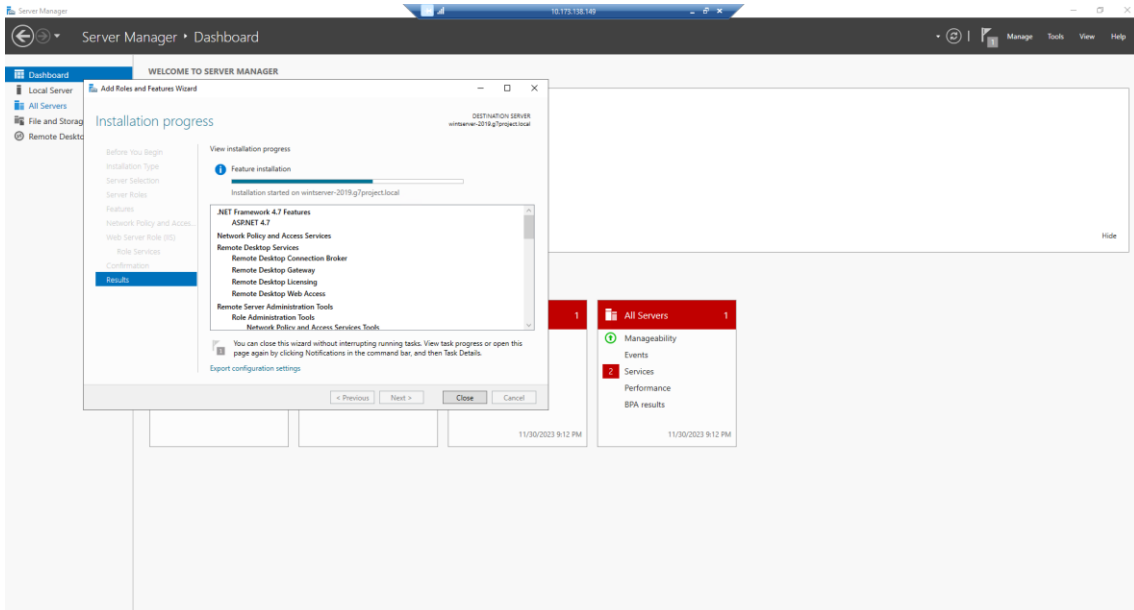 Server Manager
10.173.138.149
Server Manager • Dashboard
1
Manage Tools View Help
Dashboard
Local Server
All Servers
File and Storag
Remote Deskto
WELCOME TO SERVER MANAGER
Add Roles and Features Wizard
Installation progress
DESTINATION SERVER
wintserver-2019.g7project.local
Before You Begin
Installation Type
Server Selection
Server Roles
Features
Network Policy and Acces...
Web Server Role (IIS)
Role Services
Confirmation
Results
View installation progress
Feature installation
Installation started on wintserver-2019.g7project.local
.NET Framework 4.7 Features
ASP.NET 4.7
Network Policy and Access Services
Remote Desktop Services
Remote Desktop Connection Broker
Remote Desktop Gateway
Remote Desktop Licensing
Remote Desktop Web Access
Remote Server Administration Tools
Role Administration Tools
Network Policy and Access Services Tools
1
You can close this wizard without interrupting running tasks. View task progress or open this
page again by clicking Notifications in the command bar, and then Task Details.
Export configuration settings
< Previous Next > Close Cancel
Hide
1
11/30/2023 9:12 PM
All Servers 1
Manageability
Events
2 Services
Performance
BPA results
11/30/2023 9:12 PM